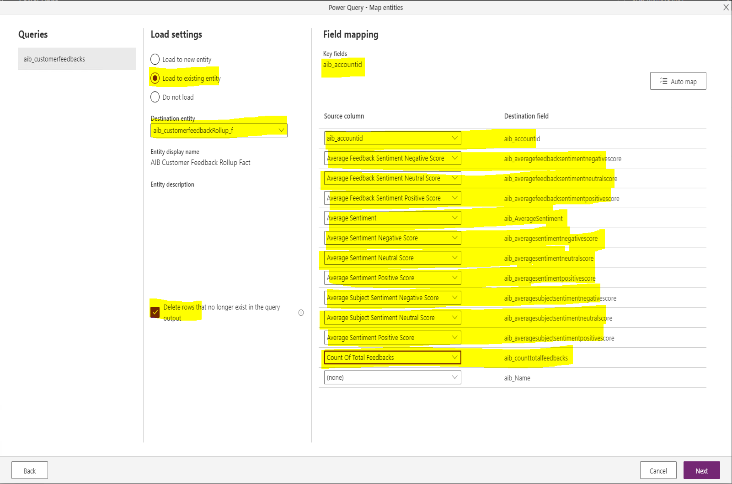 Power Query - Map entities
Queries
aib_customerfeedbacks
Load settings
Load to new entity
Load to existing entity
Do not load
Destination entity
aib_customerfeedbackRollup_f
Entity display name
AIB Customer Feedback Rollup Fact
Entity description
Delete rows that no longer exist in the query
output
Field mapping
Key fields:
aib_accountid
Auto map
Source column Destination field
aib_accountid aib_accountid
Average Feedback Sentiment Negative Score aib_averagefeedbacksentimentnegativescore
Average Feedback Sentiment Neutral Score aib_averagefeedbacksentimentneutralscore
Average Feedback Sentiment Positive Score aib_averagefeedbacksentimentpositivescore
Average Sentiment aib_AverageSentiment
Average Sentiment Negative Score aib_averagesentimentnegativescore
Average Sentiment Neutral Score aib_averagesentimentneutralscore
Average Sentiment Positive Score aib_averagesentimentpositivescore
Average Subject Sentiment Negative Score aib_averagesubjectsentimentnegativescore
Average Subject Sentiment Neutral Score aib_averagesubjectsentimentneutralscore
Average Sentiment Positive Score aib_averagesubjectsentimentpositivescore
Count Of Total Feedbacks aib_counttotalfeedbacks
(none) aib_Name
Back
Cancel
Next